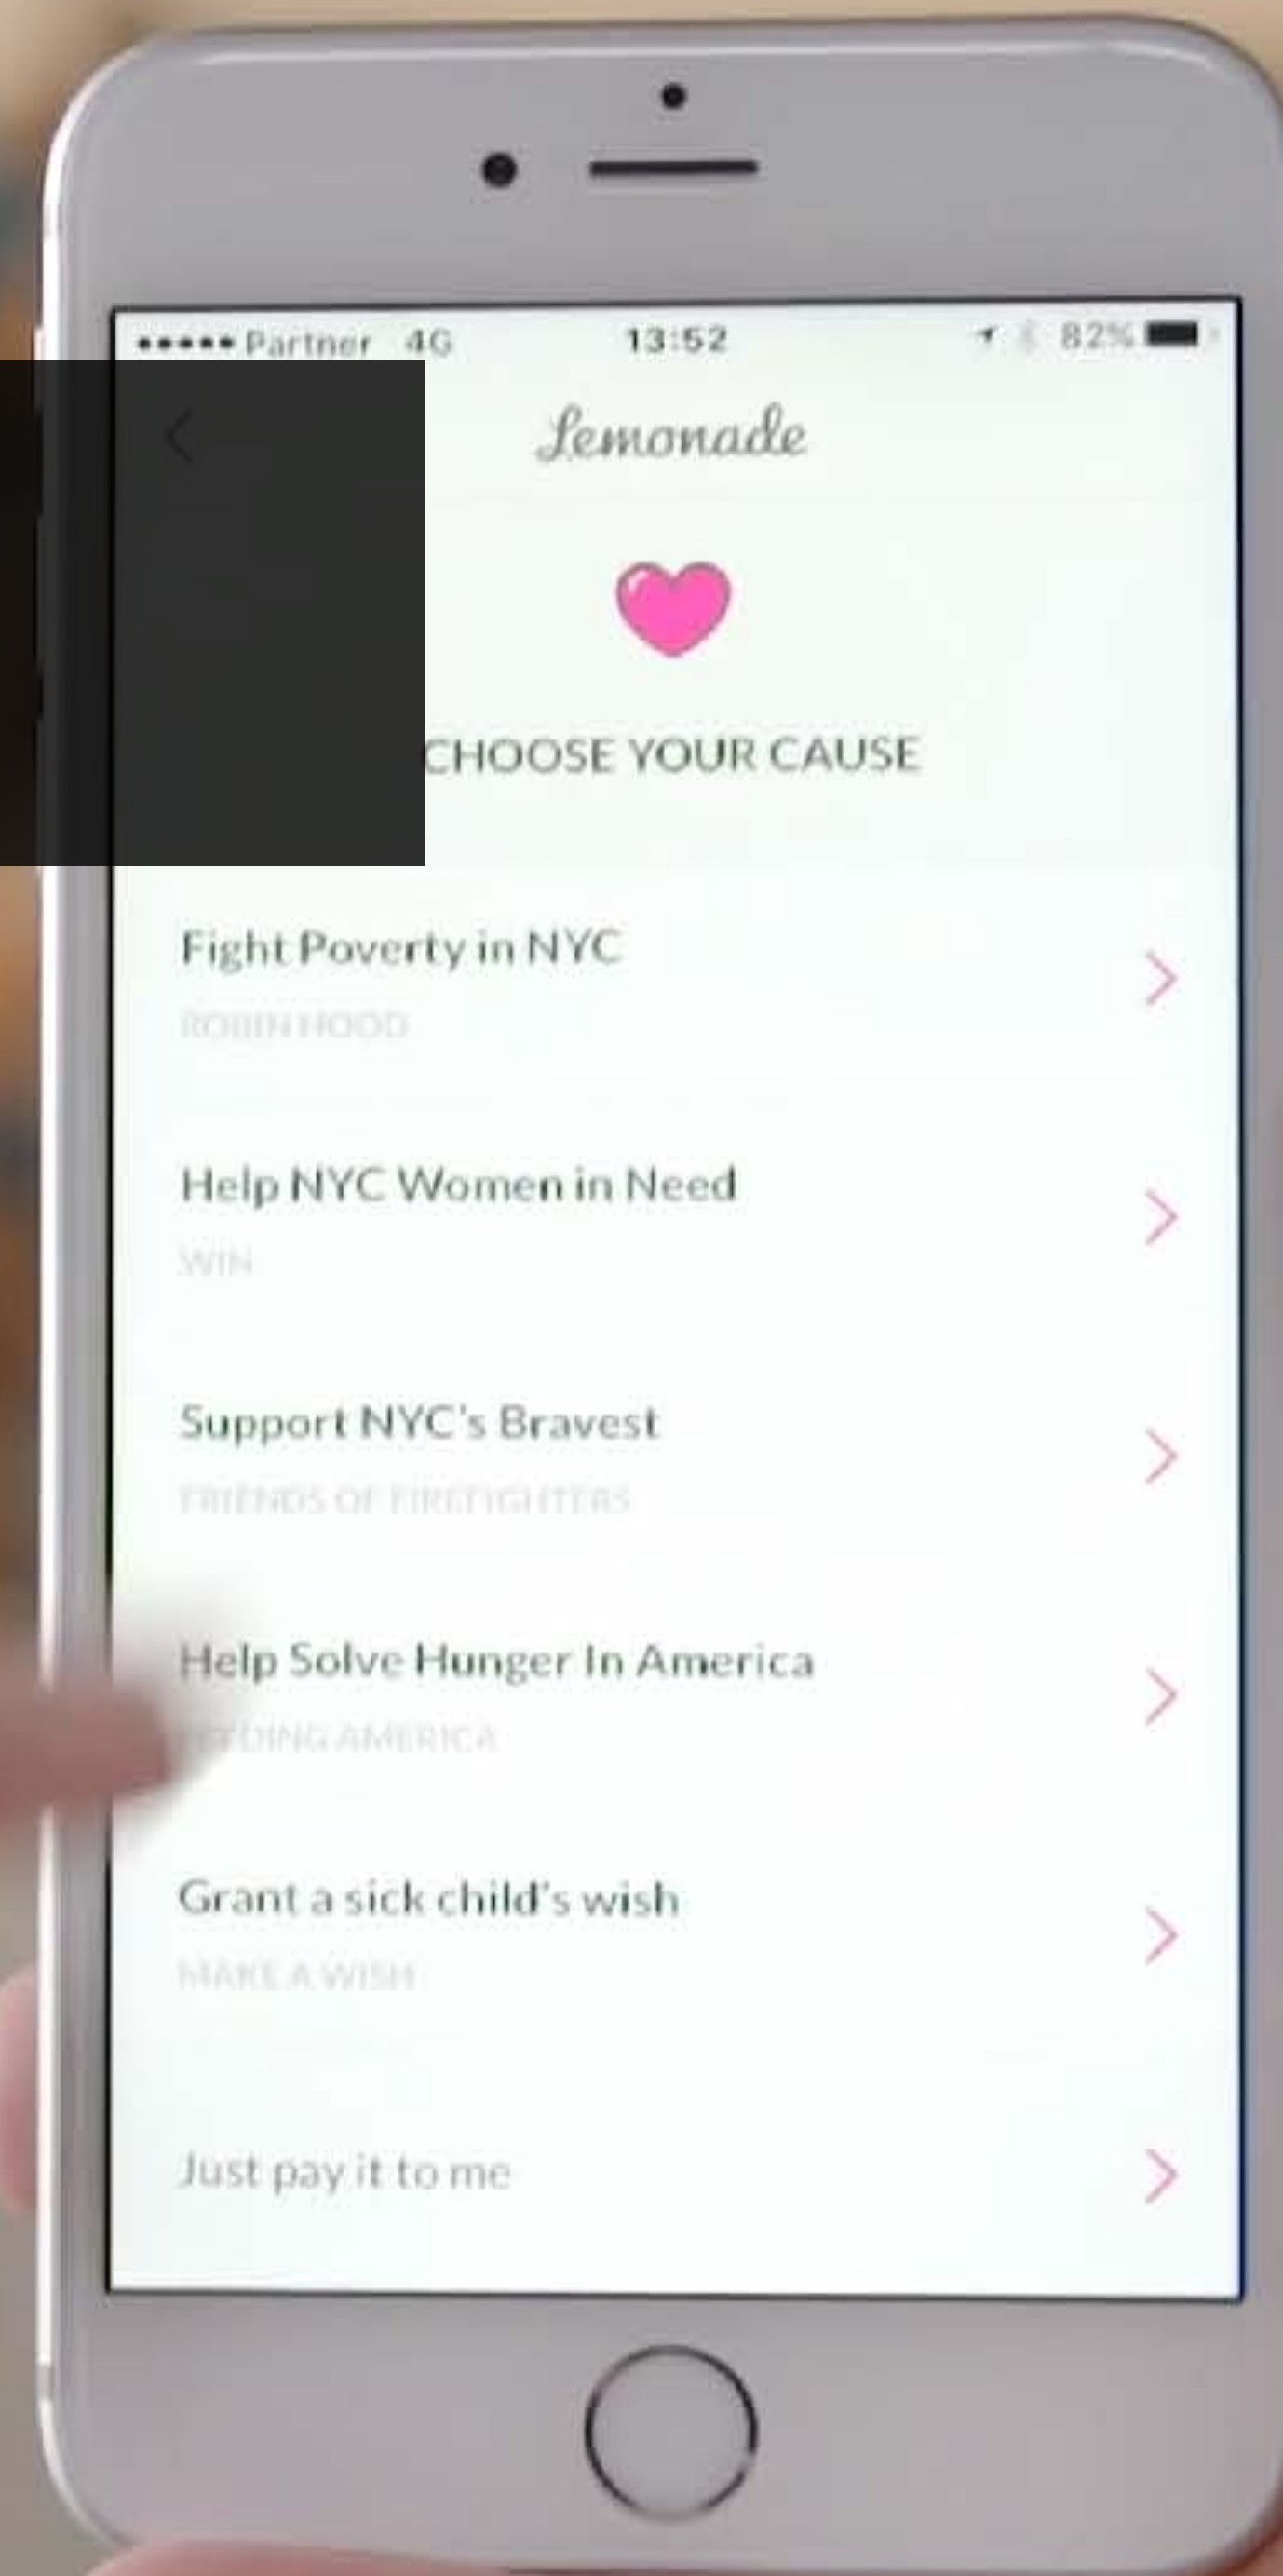 Partner 4G 13:52 82%
Lemonade
CHOOSE YOUR CAUSE
Fight Poverty in NYC
ROBIN HOOD
Help NYC Women in Need
WIN
Support NYC's Bravest
FRIENDS OF FIREFIGHTERS
Help Solve Hunger In America
FEEDING AMERICA
Grant a sick child's wish
MAKE A WISH
Just pay it to me